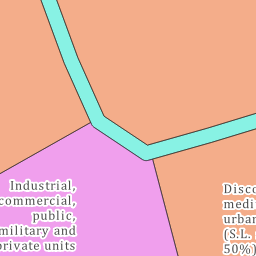 Industrial,
commercial,
public,
military and
private units
Disco
medi
urban
(S.L.
50%)